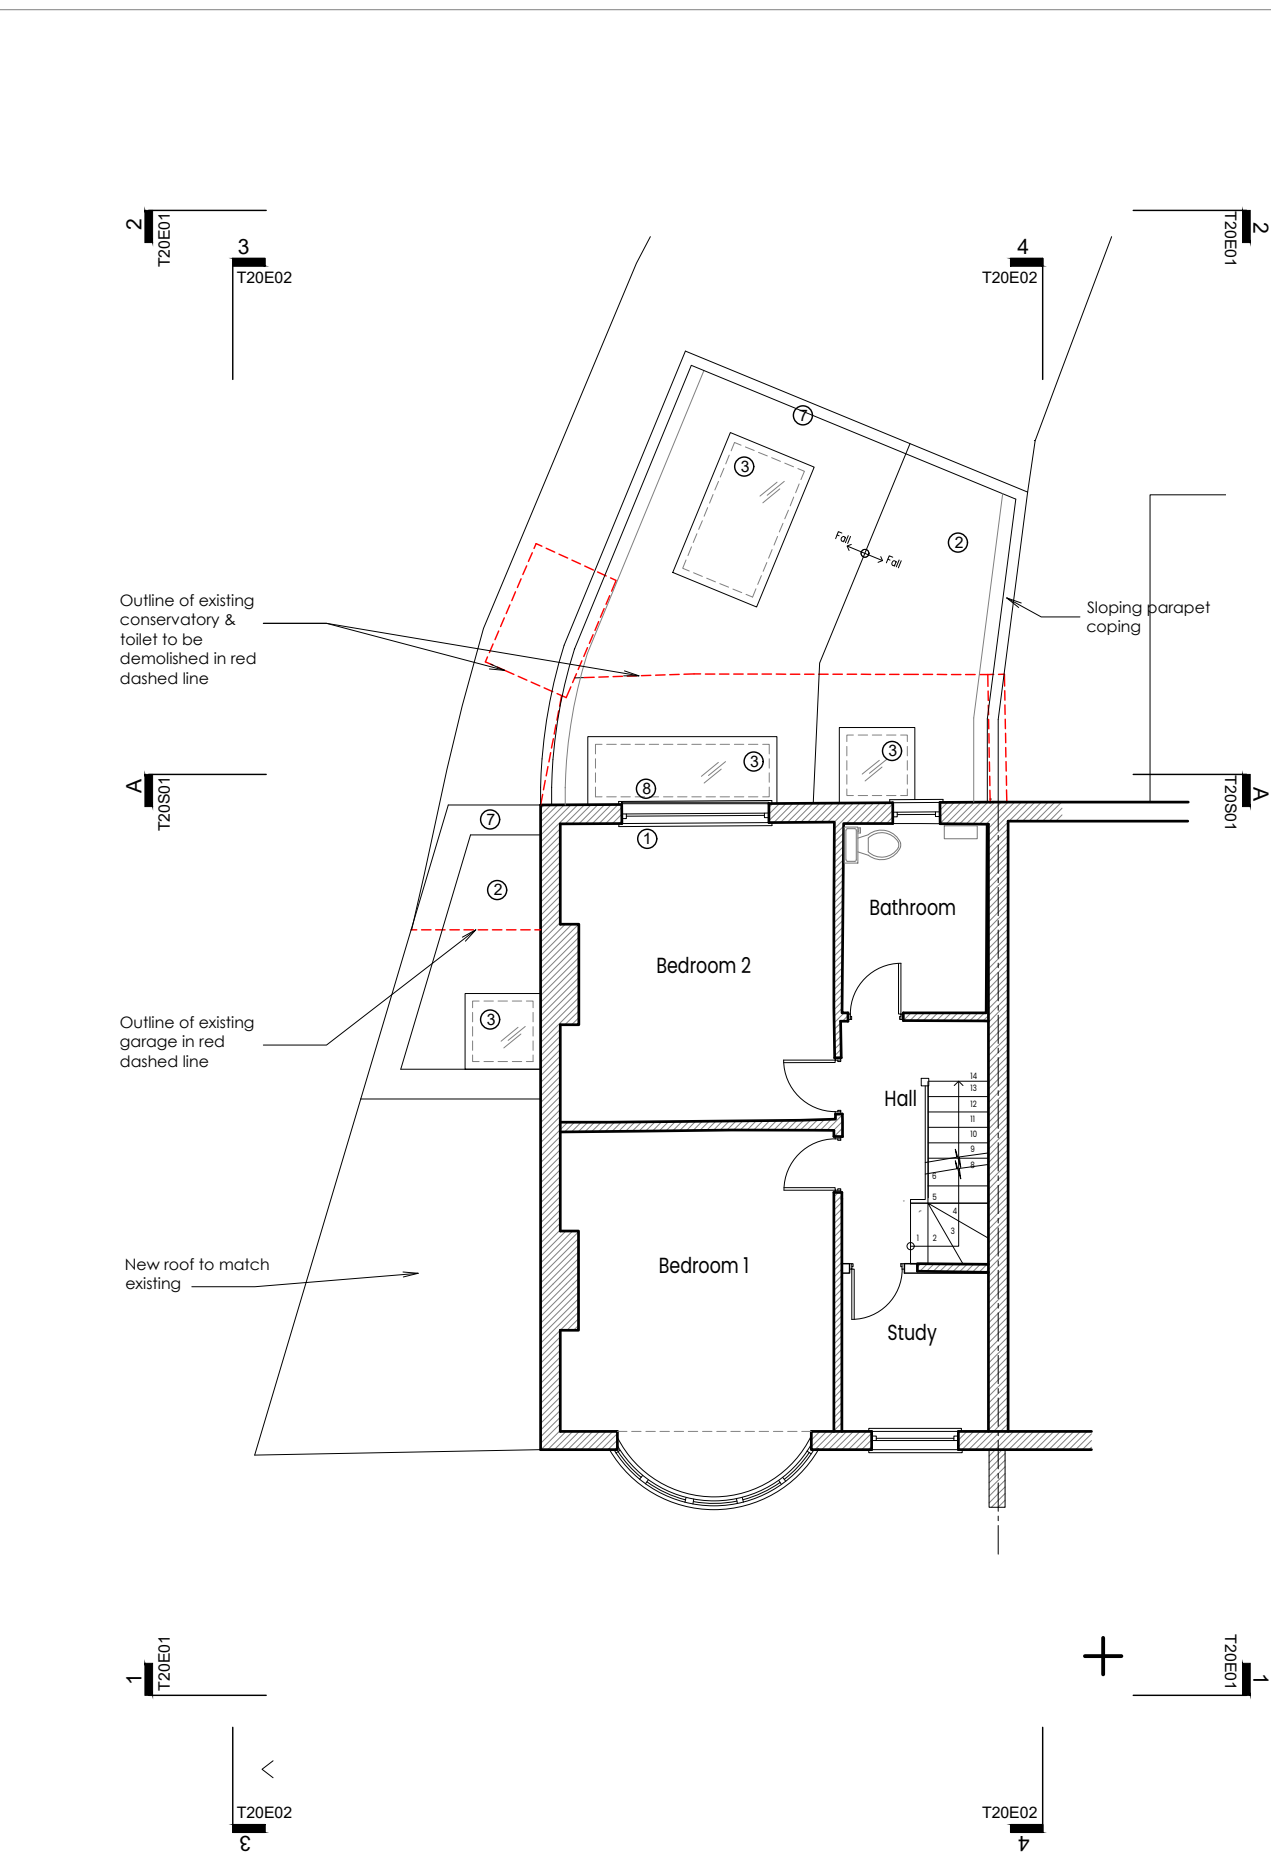 2
T20E01
3
T20E02
4
T20E02
2
T20E01
7
3
Fall
Fall
2
Outline of existing
conservatory &
toilet to be
demolished in red
dashed line
Sloping parapet
coping
A
T20S01
3
3
8
A
T20S01
7
1
2
Bathroom
Bedroom 2
3
Outline of existing
garage in red
dashed line
Hall
14
13
12
11
10
9
8
6
5
4
3
2
1
New roof to match
existing
Bedroom 1
Study
1
T20E01
T20E01
1
T20E02
3
T20E02
4